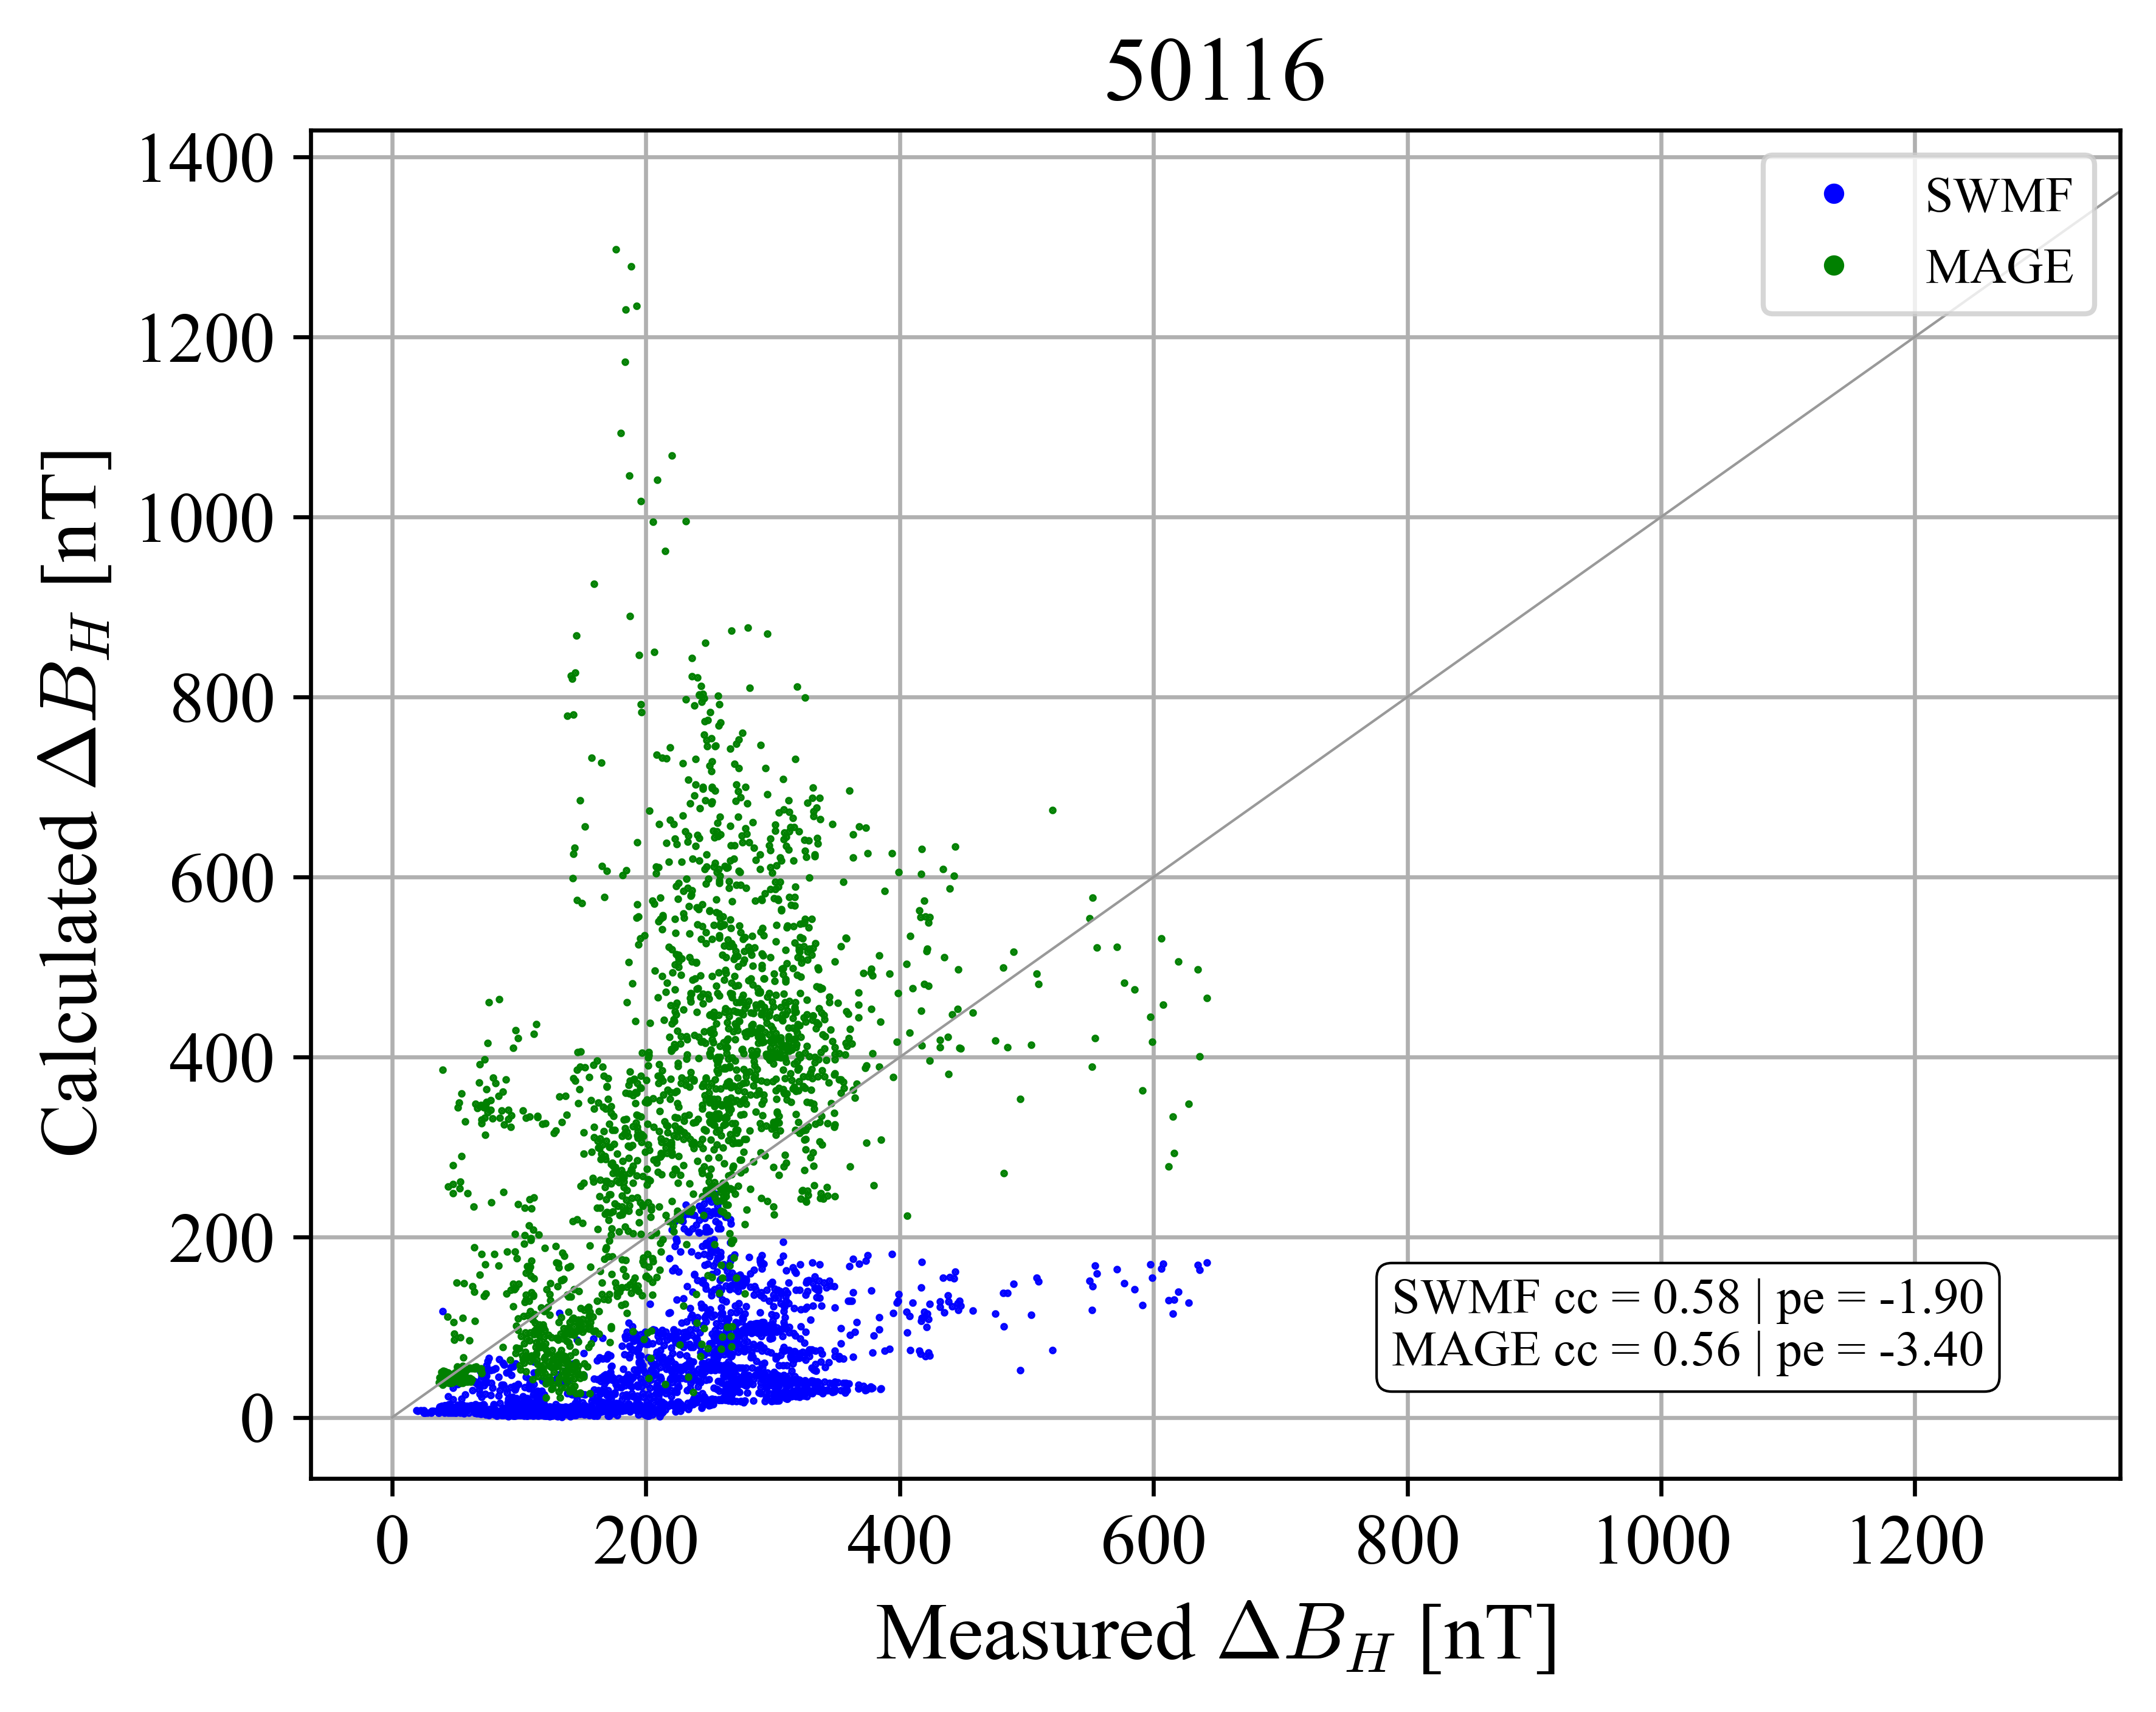 50116
1400
1200
1000
800
600
400
200
0
Calculated ΔB_H [nT]
SWMF
MAGE
SWMF cc = 0.58 | pe = -1.90
MAGE cc = 0.56 | pe = -3.40
0 200 400 600 800 1000 1200
Measured ΔB_H [nT]